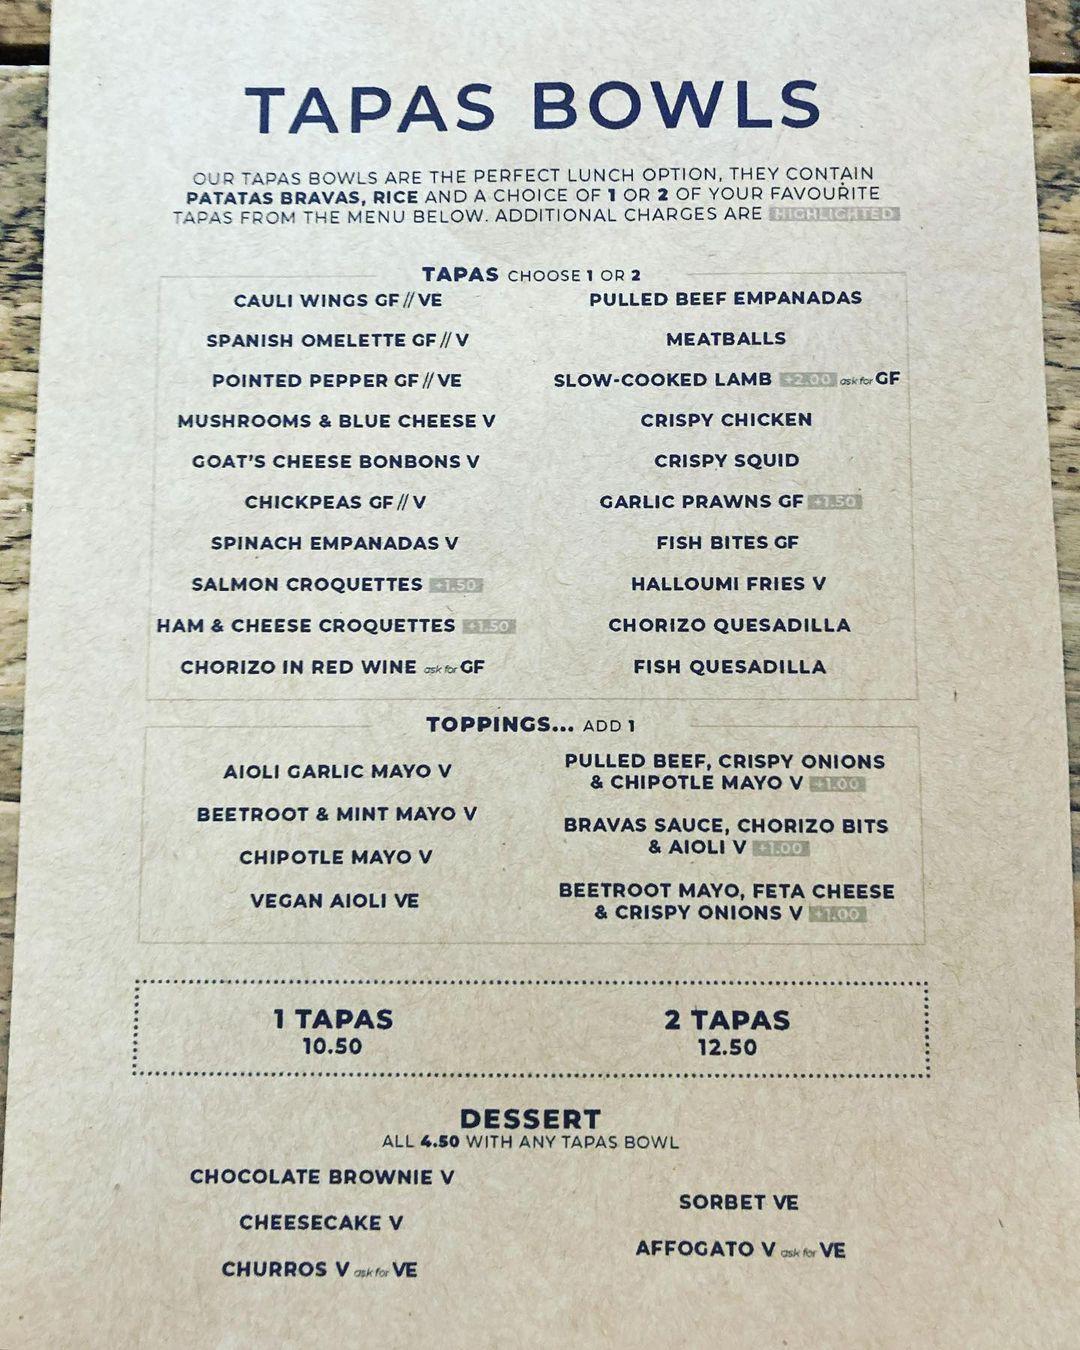 TAPAS BOWLS
OUR TAPAS BOWLS ARE THE PERFECT LUNCH OPTION, THEY CONTAIN
PATATAS BRAVAS, RICE AND A CHOICE OF 1 OR 2 OF YOUR FAVOURITE
TAPAS FROM THE MENU BELOW. ADDITIONAL CHARGES ARE HIGHLIGHTED
TAPAS CHOOSE 1 OR 2
CAULI WINGS GF//VE
SPANISH OMELETTE GF//V
POINTED PEPPER GF//VE
MUSHROOMS & BLUE CHEESE V
GOAT'S CHEESE BONBONS V
CHICKPEAS GF//V
SPINACH EMPANADAS V
SALMON CROQUETTES +1.50
HAM & CHEESE CROQUETTES +1.50
CHORIZO IN RED WINE ask for GF
PULLED BEEF EMPANADAS
MEATBALLS
SLOW-COOKED LAMB +2.00 ask for GF
CRISPY CHICKEN
CRISPY SQUID
GARLIC PRAWNS GF +1.50
FISH BITES GF
HALLOUMI FRIES V
CHORIZO QUESADILLA
FISH QUESADILLA
TOPPINGS... ADD 1
AIOLI GARLIC MAYO V
BEETROOT & MINT MAYO V
CHIPOTLE MAYO V
VEGAN AIOLI VE
PULLED BEEF, CRISPY ONIONS
& CHIPOTLE MAYO V +1.00
BRAVAS SAUCE, CHORIZO BITS
& AIOLI V +1.00
BEETROOT MAYO, FETA CHEESE
& CRISPY ONIONS V +1.00
1 TAPAS
10.50
2 TAPAS
12.50
DESSERT
ALL 4.50 WITH ANY TAPAS BOWL
CHOCOLATE BROWNIE V
CHEESECAKE V
CHURROS V ask for VE
SORBET VE
AFFOGATO V ask for VE